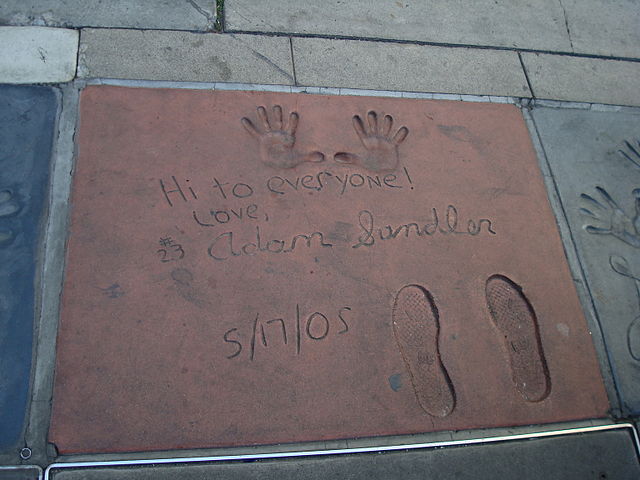 Hi to everyone!
Love,
#23 Adam Sandler
5/17/05